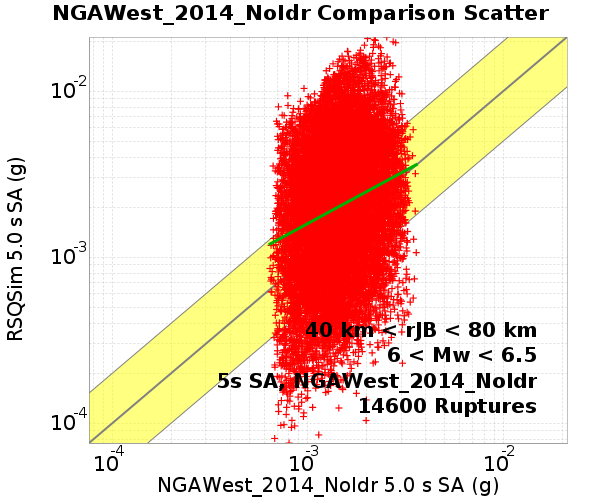 NGAWest_2014_NoIdr Comparison Scatter
RSQSim 5.0 s SA (g)
10-2
10-3
10-4
40 km < rJB < 80 km
6 < Mw < 6.5
5s SA, NGAWest_2014_NoIdr
14600 Ruptures
10-4 10-3 10-2
NGAWest_2014_NoIdr 5.0 s SA (g)